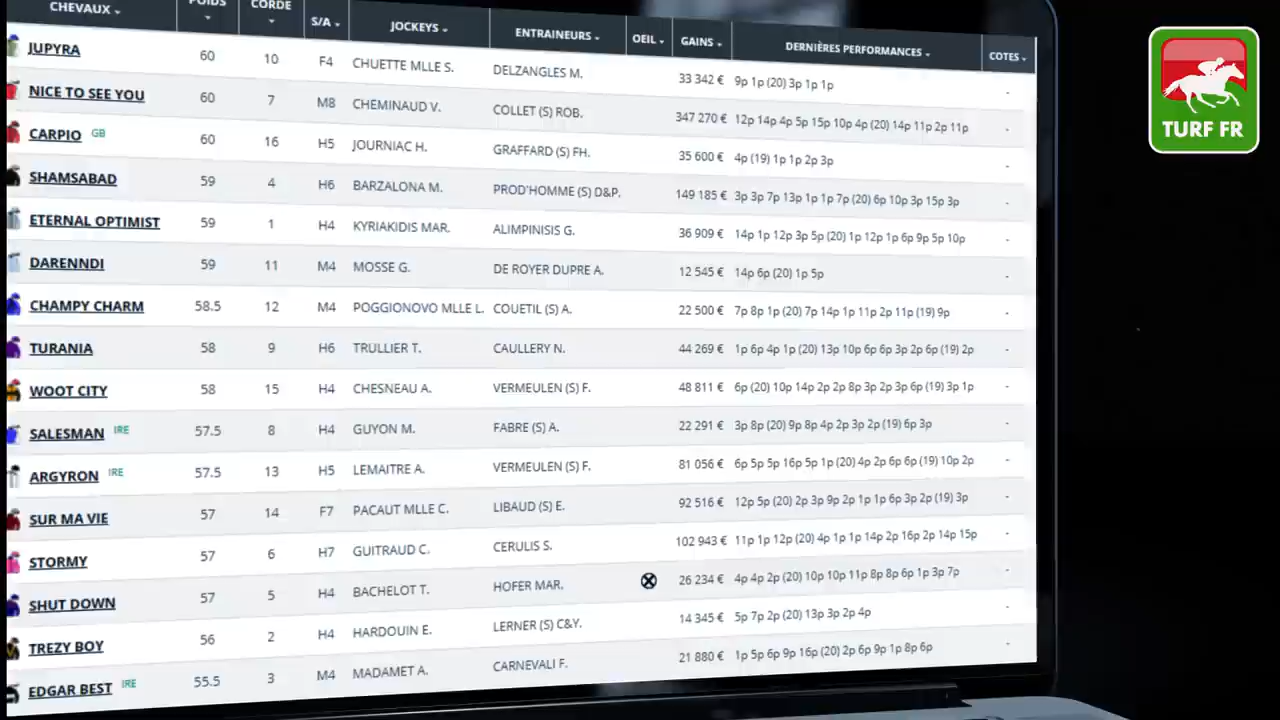 CHEVAUX POIDS CORDE S/A JOCKEYS ENTRAINEURS OEIL GAINS DERNIÈRES PERFORMANCES COTES
JUPYRA 60 10 F4 CHUETTE MLLE S. DELZANGLES M. 33 342 € 9p 1p (20) 3p 1p 1p -
NICE TO SEE YOU 60 7 M8 CHEMINAUD V. COLLET (S) ROB. 347 270 € 12p 14p 4p 5p 15p 10p 4p (20) 14p 11p 2p 11p -
CARPIO GB 60 16 H5 JOURNIAC H. GRAFFARD (S) FH. 35 600 € 4p (19) 1p 1p 2p 3p -
SHAMSABAD 59 4 H6 BARZALONA M. PROD'HOMME (S) D&P. 149 185 € 3p 3p 7p 13p 1p 1p 7p (20) 6p 10p 3p 15p 3p -
ETERNAL OPTIMIST 59 1 H4 KYRIAKIDIS MAR. ALIMPINISIS G. 36 909 € 14p 1p 12p 3p 5p (20) 1p 12p 1p 6p 9p 5p 10p -
DARENNDI 59 11 M4 MOSSE G. DE ROYER DUPRE A. 12 545 € 14p 6p (20) 1p 5p -
CHAMPY CHARM 58.5 12 M4 POGGIONOVO MLLE L. COUETIL (S) A. 22 500 € 7p 8p 1p (20) 7p 14p 1p 11p 2p 11p (19) 9p -
TURANIA 58 9 H6 TRULLIER T. CAULLERY N. 44 269 € 1p 6p 4p 1p (20) 13p 10p 6p 6p 3p 2p 6p (19) 2p -
WOOT CITY 58 15 H4 CHESNEAU A. VERMEULEN (S) F. 48 811 € 6p (20) 10p 14p 2p 2p 8p 3p 2p 3p 6p (19) 3p 1p -
SALESMAN IRE 57.5 8 H4 GUYON M. FABRE (S) A. 22 291 € 3p 8p (20) 9p 8p 4p 2p 3p 2p (19) 6p 3p -
ARGYRON IRE 57.5 13 H5 LEMAITRE A. VERMEULEN (S) F. 81 056 € 6p 5p 5p 16p 5p 1p (20) 4p 2p 6p 6p (19) 10p 2p -
SUR MA VIE 57 14 F7 PACAUT MLLE C. LIBAUD (S) E. 92 516 € 12p 5p (20) 2p 3p 9p 2p 1p 1p 6p 3p 2p (19) 3p -
STORMY 57 6 H7 GUITRAUD C. CERULIS S. 102 943 € 11p 1p 12p (20) 4p 1p 1p 14p 2p 16p 2p 14p 15p -
SHUT DOWN 57 5 H4 BACHELOT T. HOFER MAR. 26 234 € 4p 4p 2p (20) 10p 10p 11p 8p 8p 6p 1p 3p 7p -
TREZY BOY 56 2 H4 HARDOUIN E. LERNER (S) C&Y. 14 345 € 5p 7p 2p (20) 13p 3p 2p 4p -
EDGAR BEST IRE 55.5 3 M4 MADAMET A. CARNEVALI F. 21 880 € 1p 5p 6p 9p 16p (20) 2p 6p 9p 1p 8p 6p -
TURF FR